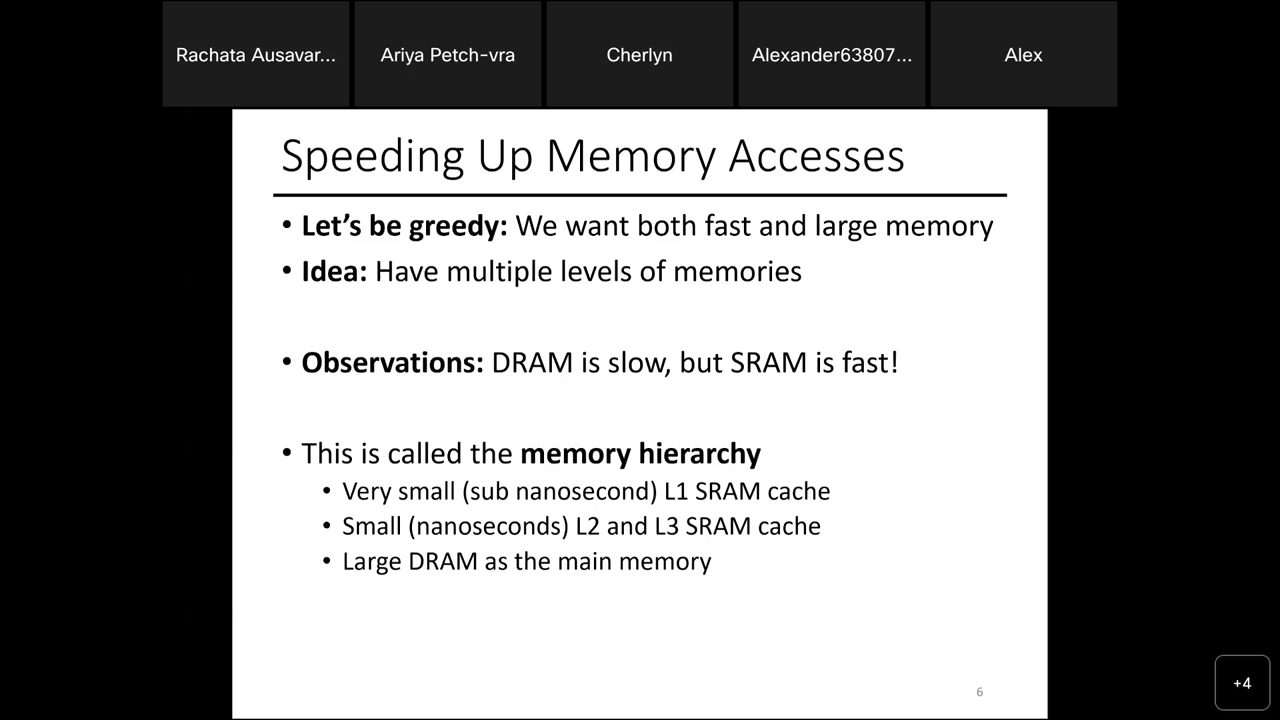 Rachata Ausavar...
Ariya Petch-vra
Cherlyn
Alexander63807...
Alex
Speeding Up Memory Accesses
• Let's be greedy: We want both fast and large memory
• Idea: Have multiple levels of memories
• Observations: DRAM is slow, but SRAM is fast!
• This is called the memory hierarchy
• Very small (sub nanosecond) L1 SRAM cache
• Small (nanoseconds) L2 and L3 SRAM cache
• Large DRAM as the main memory
6
+4